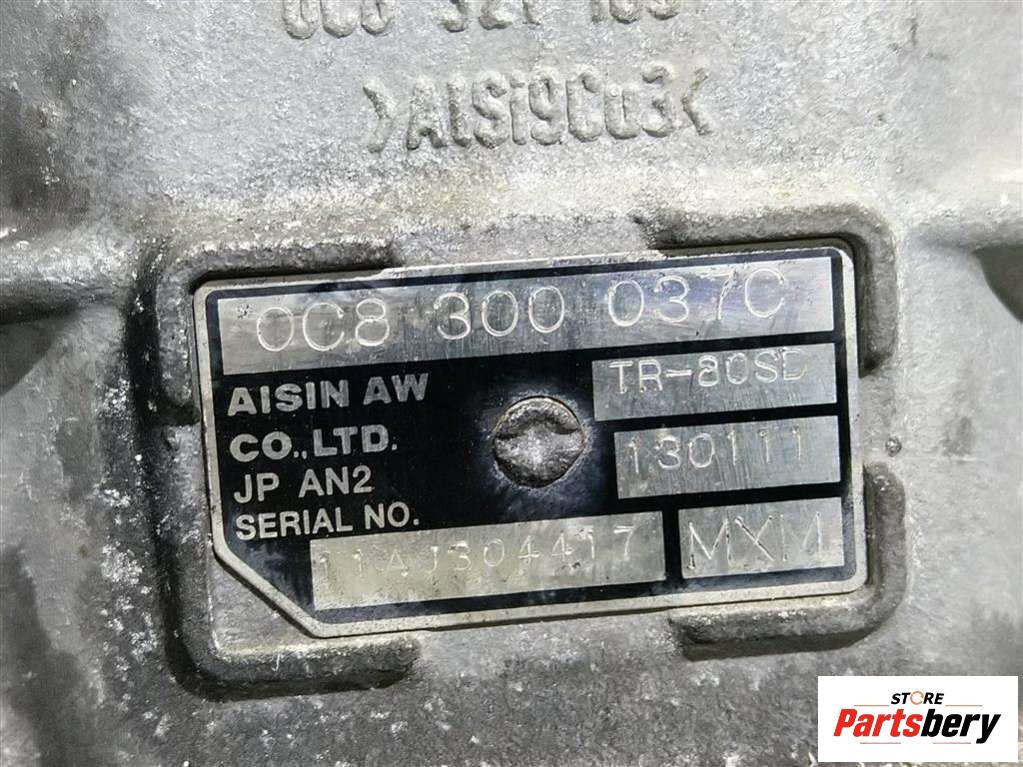 >AlSi9Cu3<
0C8 300 037C
AISIN AW
CO.,LTD.
JP AN2
SERIAL NO.
TR-80SD
130111
11AJ304417
MXM
STORE
Partsbery